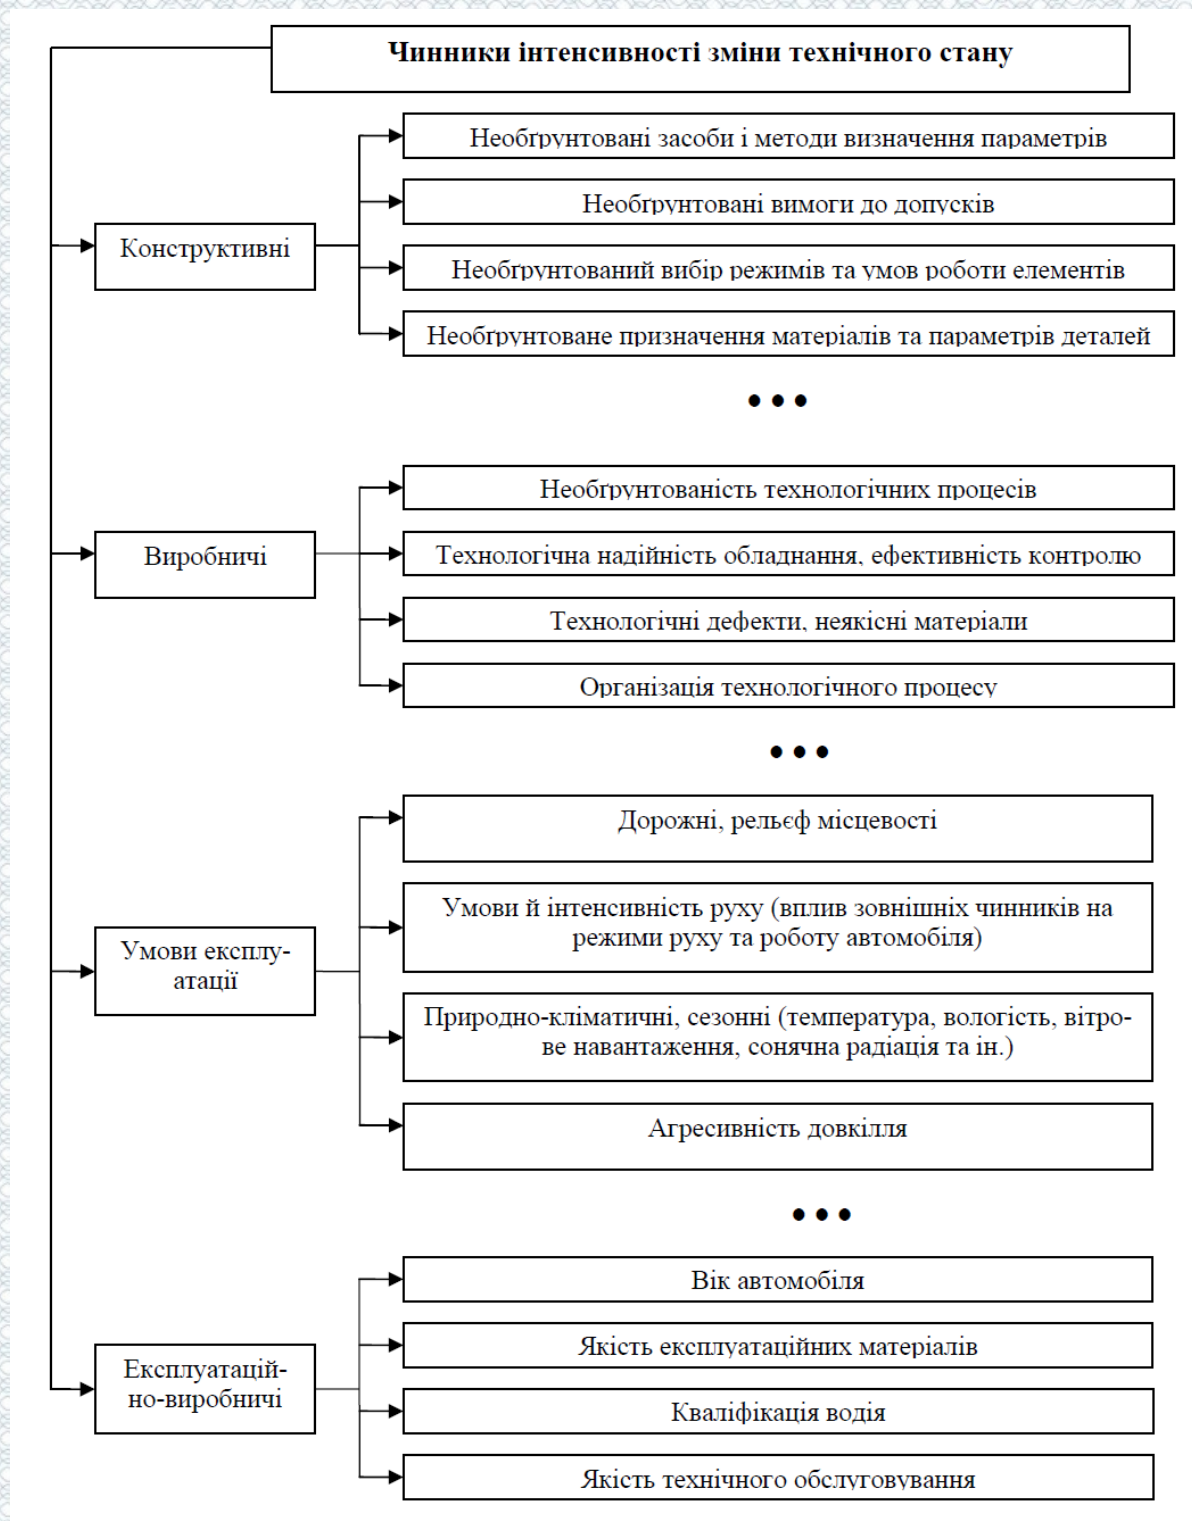 Чинники інтенсивності зміни технічного стану
Конструктивні
Необґрунтовані засоби і методи визначення параметрів
Необґрунтовані вимоги до допусків
Необґрунтований вибір режимів та умов роботи елементів
Необґрунтоване призначення матеріалів та параметрів деталей
•••
Виробничі
Необґрунтованість технологічних процесів
Технологічна надійність обладнання, ефективність контролю
Технологічні дефекти, неякісні матеріали
Організація технологічного процесу
•••
Умови експлу-
атації
Дорожні, рельєф місцевості
Умови й інтенсивність руху (вплив зовнішніх чинників на
режими руху та роботу автомобіля)
Природно-кліматичні, сезонні (температура, вологість, вітро-
ве навантаження, сонячна радіація та ін.)
Агресивність довкілля
•••
Експлуатацій-
но-виробничі
Вік автомобіля
Якість експлуатаційних матеріалів
Кваліфікація водія
Якість технічного обслуговування